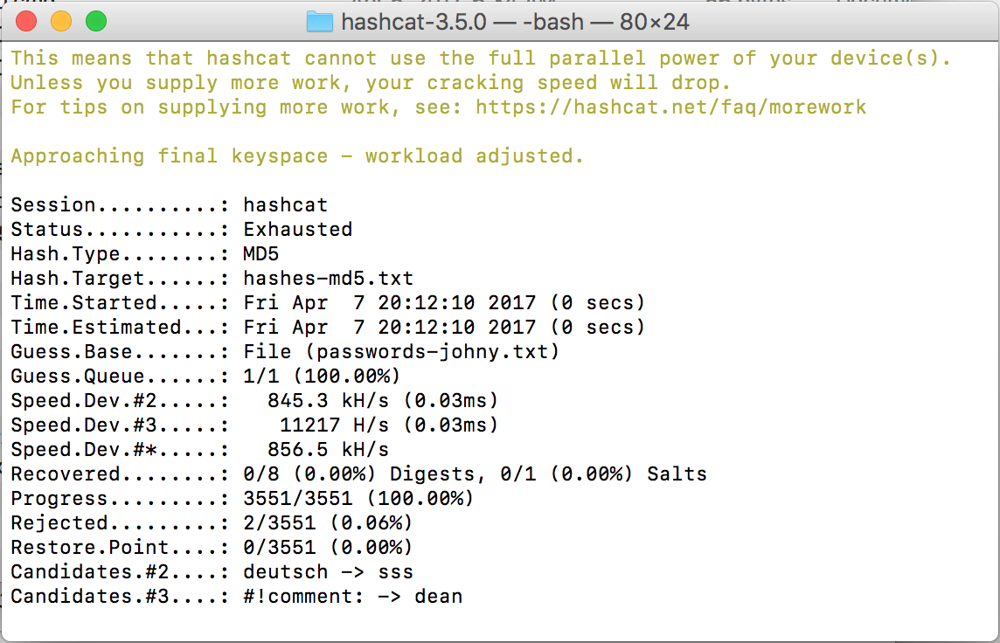 hashcat-3.5.0 — -bash — 80×24
This means that hashcat cannot use the full parallel power of your device(s).
Unless you supply more work, your cracking speed will drop.
For tips on supplying more work, see: https://hashcat.net/faq/morework
Approaching final keyspace - workload adjusted.
Session..........: hashcat
Status...........: Exhausted
Hash.Type........: MD5
Hash.Target......: hashes-md5.txt
Time.Started.....: Fri Apr  7 20:12:10 2017 (0 secs)
Time.Estimated...: Fri Apr  7 20:12:10 2017 (0 secs)
Guess.Base.......: File (passwords-johny.txt)
Guess.Queue......: 1/1 (100.00%)
Speed.Dev.#2.....:   845.3 kH/s (0.03ms)
Speed.Dev.#3.....:    11217 H/s (0.03ms)
Speed.Dev.#*.....:   856.5 kH/s
Recovered........: 0/8 (0.00%) Digests, 0/1 (0.00%) Salts
Progress.........: 3551/3551 (100.00%)
Rejected.........: 2/3551 (0.06%)
Restore.Point....: 0/3551 (0.00%)
Candidates.#2....: deutsch -> sss
Candidates.#3....: #!comment: -> dean